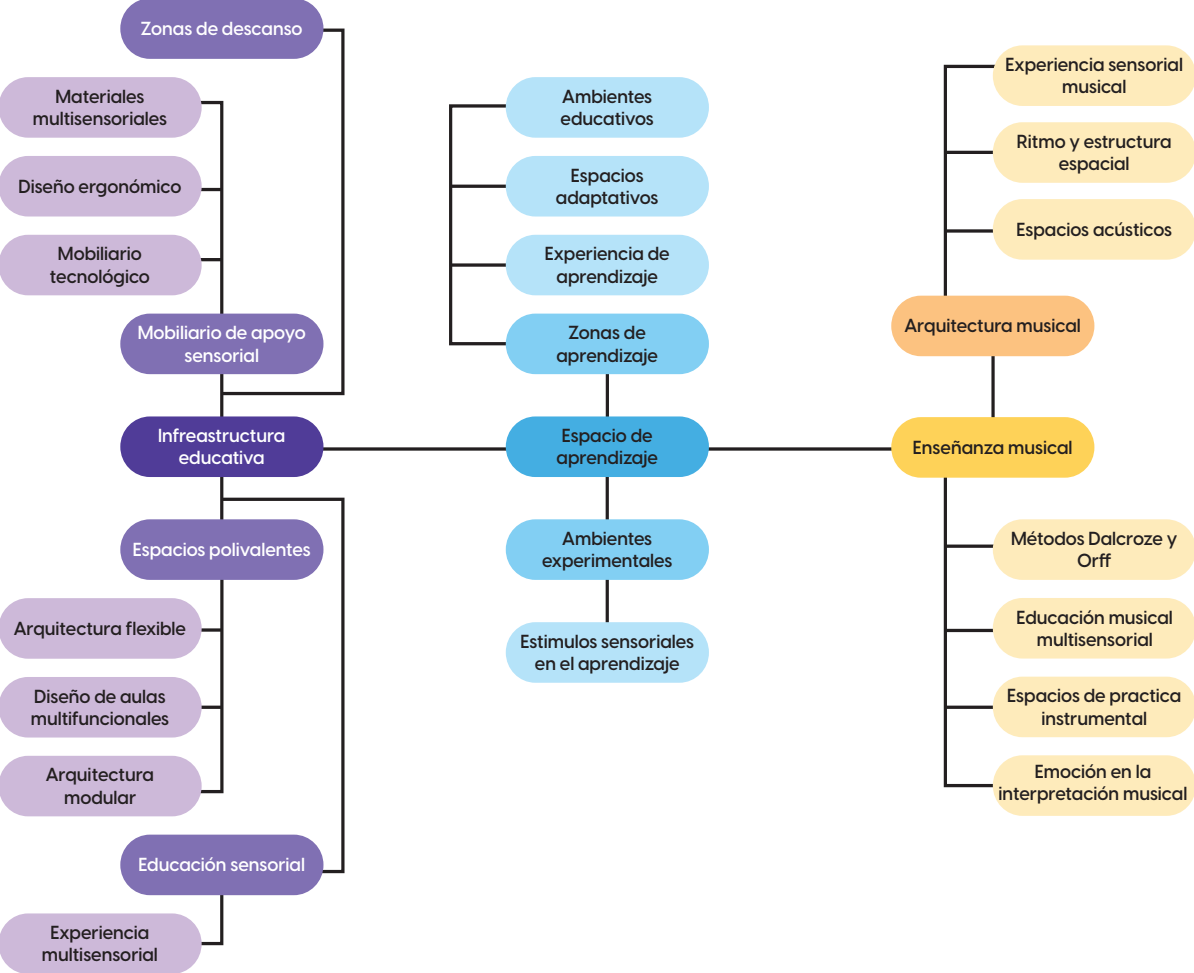 Zonas de descanso
Materiales
multisensoriales
Diseño ergonómico
Mobiliario
tecnológico
Mobiliario de apoyo
sensorial
Infreastructura
educativa
Espacios polivalentes
Arquitectura flexible
Diseño de aulas
multifuncionales
Arquitectura
modular
Educación sensorial
Experiencia
multisensorial
Ambientes
educativos
Espacios
adaptativos
Experiencia de
aprendizaje
Zonas de
aprendizaje
Espacio de
aprendizaje
Ambientes
experimentales
Estimulos sensoriales
en el aprendizaje
Experiencia sensorial
musical
Ritmo y estructura
espacial
Espacios acústicos
Arquitectura musical
Enseñanza musical
Métodos Dalcroze y
Orff
Educación musical
multisensorial
Espacios de practica
instrumental
Emoción en la
interpretación musical